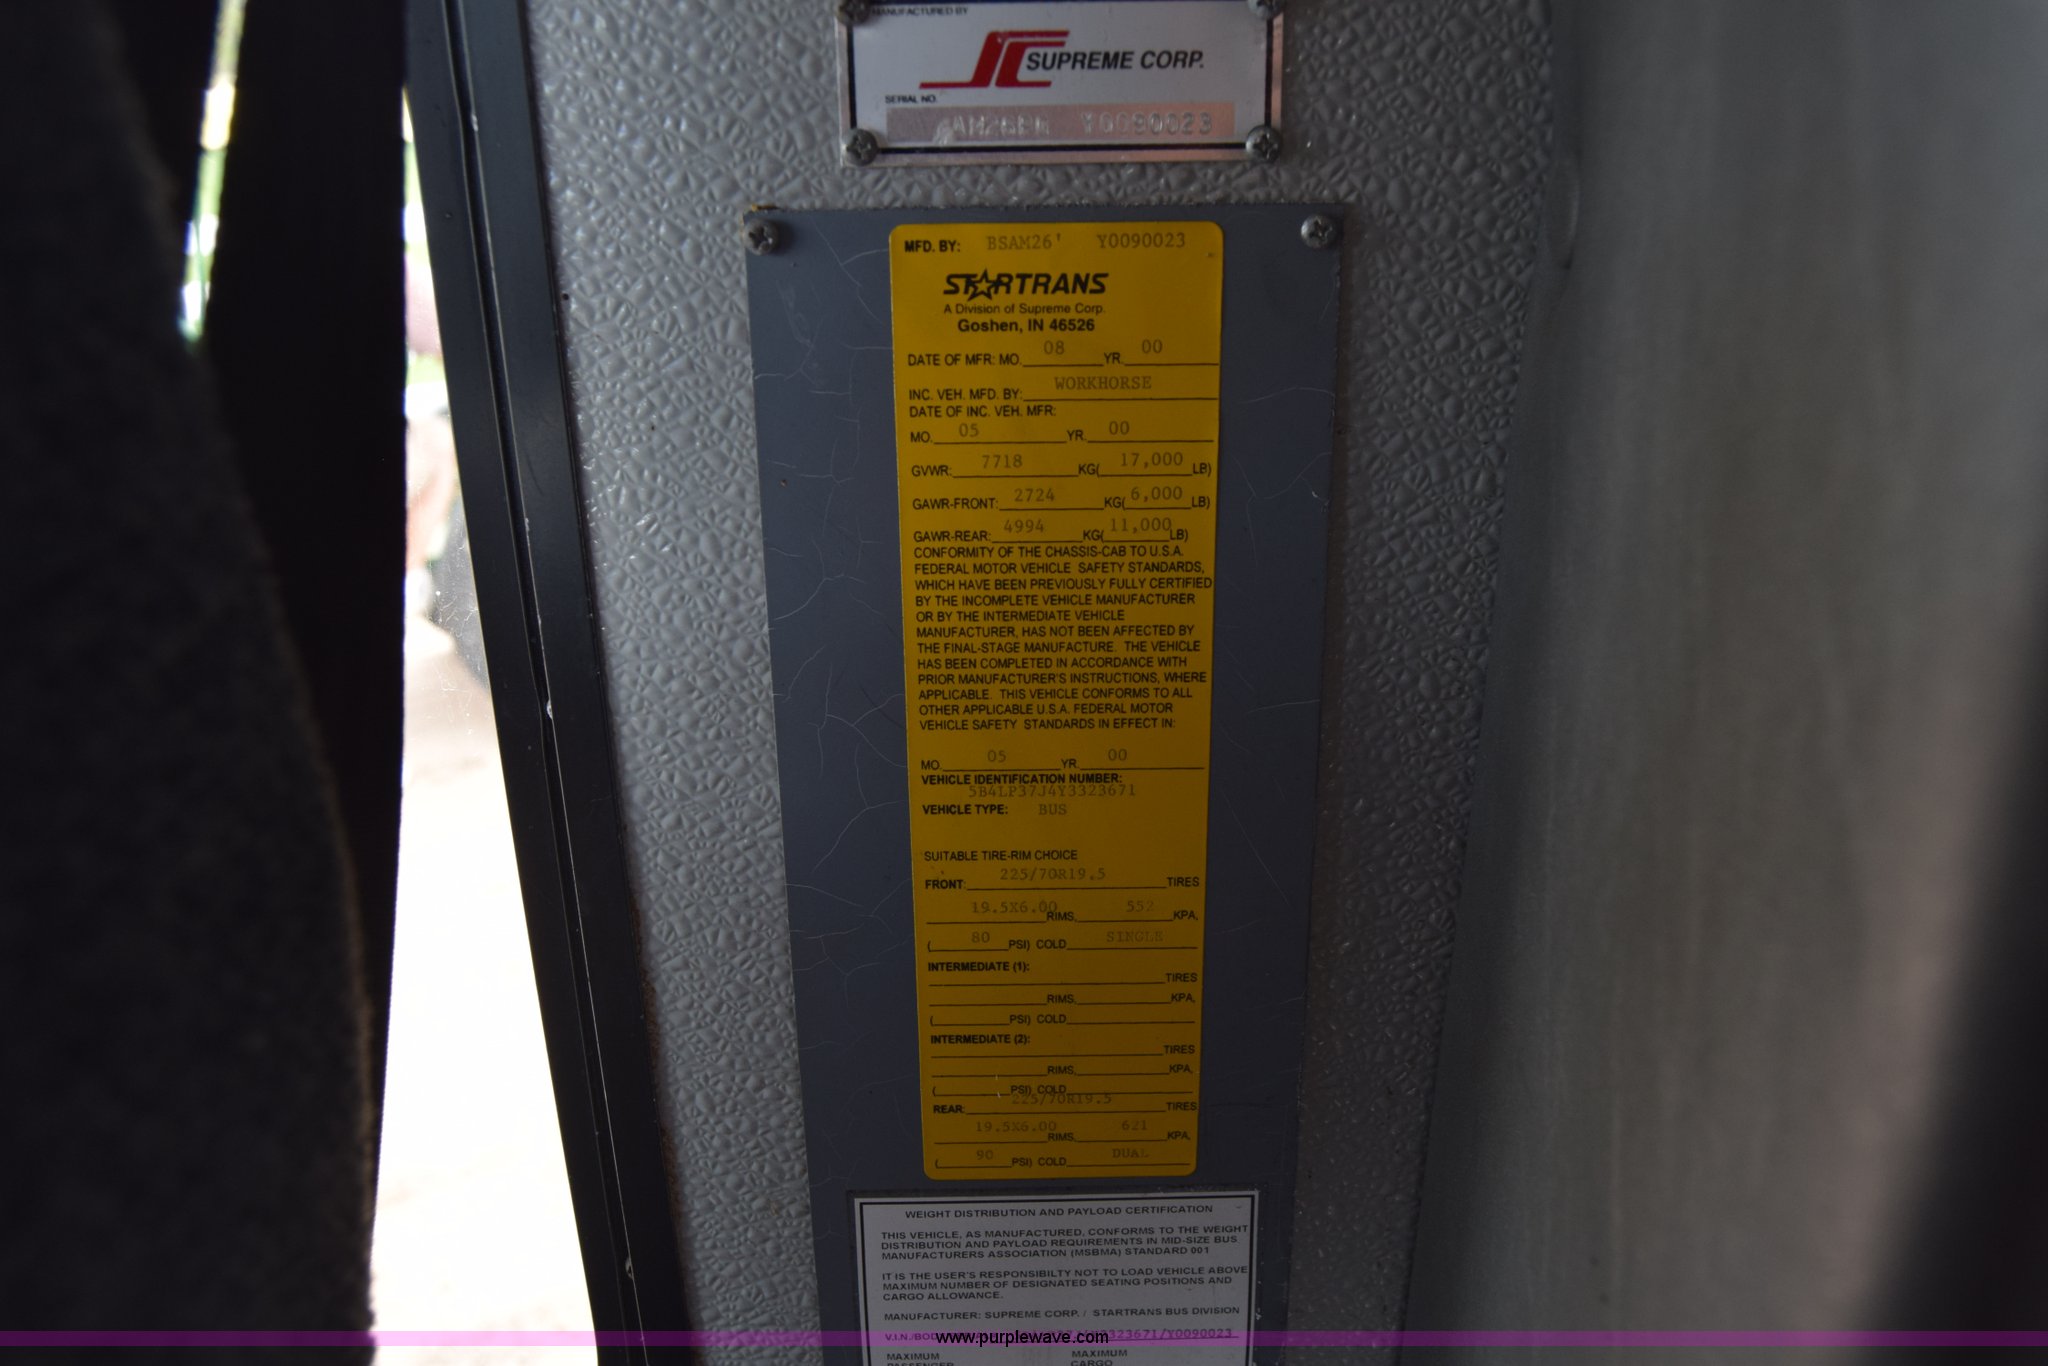 MANUFACTURED BY
SUPREME CORP.
SERIAL NO.
Y0090023
MFD. BY: BSAM26' Y0090023
STARTRANS
A Division of Supreme Corp.
Goshen, IN 46526
DATE OF MFR: MO. 08 YR. 00
INC. VEH. MFD. BY: WORKHORSE
DATE OF INC. VEH. MFR:
MO. 05 YR. 00
GVWR: 7718 KG( 17,000 LB)
GAWR-FRONT: 2724 KG( 6,000 LB)
GAWR-REAR: 4994 KG( 11,000 LB)
CONFORMITY OF THE CHASSIS-CAB TO U.S.A.
FEDERAL MOTOR VEHICLE SAFETY STANDARDS,
WHICH HAVE BEEN PREVIOUSLY FULLY CERTIFIED
BY THE INCOMPLETE VEHICLE MANUFACTURER
OR BY THE INTERMEDIATE VEHICLE
MANUFACTURER, HAS NOT BEEN AFFECTED BY
THE FINAL-STAGE MANUFACTURE. THE VEHICLE
HAS BEEN COMPLETED IN ACCORDANCE WITH
PRIOR MANUFACTURER'S INSTRUCTIONS, WHERE
APPLICABLE. THIS VEHICLE CONFORMS TO ALL
OTHER APPLICABLE U.S.A. FEDERAL MOTOR
VEHICLE SAFETY STANDARDS IN EFFECT IN:
MO. 05 YR. 00
VEHICLE IDENTIFICATION NUMBER:
5B4LP37J4Y3323671
VEHICLE TYPE: BUS
SUITABLE TIRE-RIM CHOICE
FRONT: 225/70R19.5 TIRES
19.5X6.00 RIMS, 552 KPA,
( 80 PSI) COLD SINGLE
INTERMEDIATE (1):
TIRES
RIMS, KPA,
( PSI) COLD
INTERMEDIATE (2):
TIRES
RIMS, KPA,
( PSI) COLD
REAR: 225/70R19.5 TIRES
19.5X6.00 RIMS, 621 KPA,
( 90 PSI) COLD DUAL
WEIGHT DISTRIBUTION AND PAYLOAD CERTIFICATION
THIS VEHICLE, AS MANUFACTURED, CONFORMS TO THE WEIGHT
DISTRIBUTION AND PAYLOAD REQUIREMENTS IN MID-SIZE BUS
MANUFACTURERS ASSOCIATION (MSBMA) STANDARD 001
IT IS THE USER'S RESPONSIBILTY NOT TO LOAD VEHICLE ABOVE
MAXIMUM NUMBER OF DESIGNATED SEATING POSITIONS AND
CARGO ALLOWANCE.
MANUFACTURER: SUPREME CORP. / STARTRANS BUS DIVISION
www.purplewave.com
MAXIMUM MAXIMUM
PASSENGER CARGO